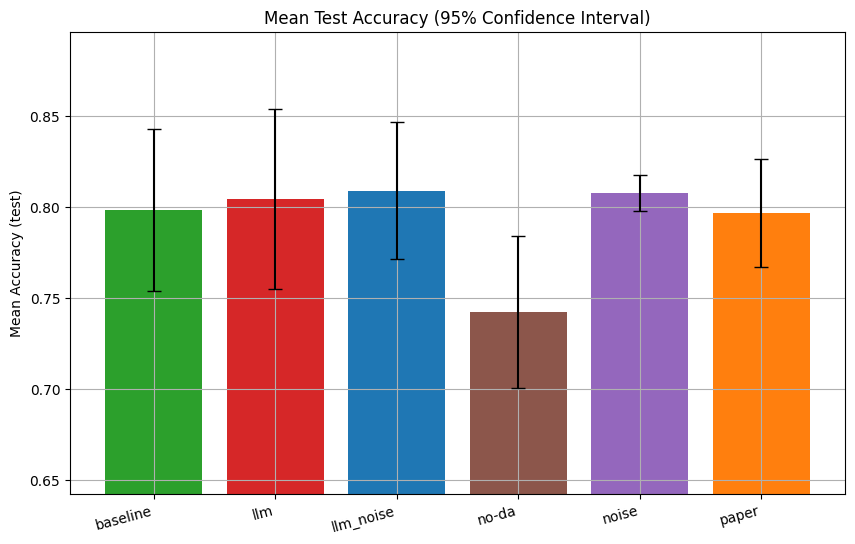 Mean Test Accuracy (95% Confidence Interval)
Mean Accuracy (test)
0.85
0.80
0.75
0.70
0.65
baseline
llm
llm_noise
no-da
noise
paper